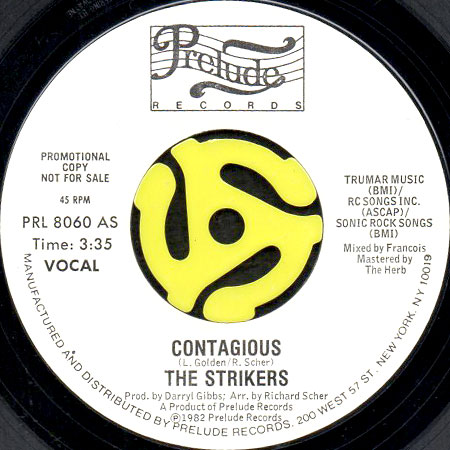 Prelude
RECORDS
PROMOTIONAL
COPY
NOT FOR SALE
45 RPM
PRL 8060 AS
Time: 3:35
VOCAL
TRUMAR MUSIC
(BMI)/
RC SONGS INC.
(ASCAP)/
SONIC ROCK SONGS
(BMI)
Mixed by Francois
Mastered by
The Herb
CONTAGIOUS
(L. Golden/R. Scher)
THE STRIKERS
Prod. by Darryl Gibbs; Arr. by Richard Scher
A Product of Prelude Records
©1982 Prelude Records
MANUFACTURED AND DISTRIBUTED BY PRELUDE RECORDS, 200 WEST 57 ST. NEW YORK, NY 10019